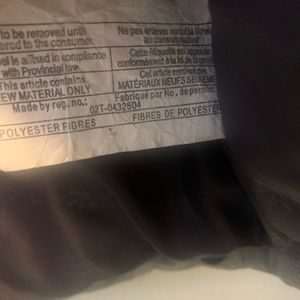 to be removed until
ered to the consumer
Ne pas enlever avant
au consommateur
el is affixed in compliance
with Provincial law
Cette étiquette est apposée
conformément à la loi de la
This article contains
EW MATERIAL ONLY
Cet article contient des
MATÉRIAUX NEUFS SEULEMENT
Made by reg. no.
Fabriqué par No. de permis
02T-0432504
POLYESTER FIBRES
FIBRES DE POLYESTER